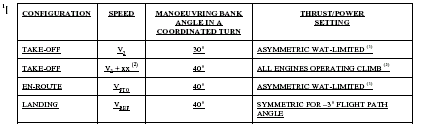 1
CONFIGURATION SPEED MANOEUVRING BANK ANGLE IN A COORDINATED TURN THRUST/POWER SETTING
TAKE-OFF V2 30° ASYMMETRIC WAT-LIMITED (1)
TAKE-OFF V2 + xx (2) 40° ALL ENGINES OPERATING CLIMB (3)
EN-ROUTE VFTO 40° ASYMMETRIC WAT-LIMITED (1)
LANDING VREF 40° SYMMETRIC FOR –3° FLIGHT PATH ANGLE